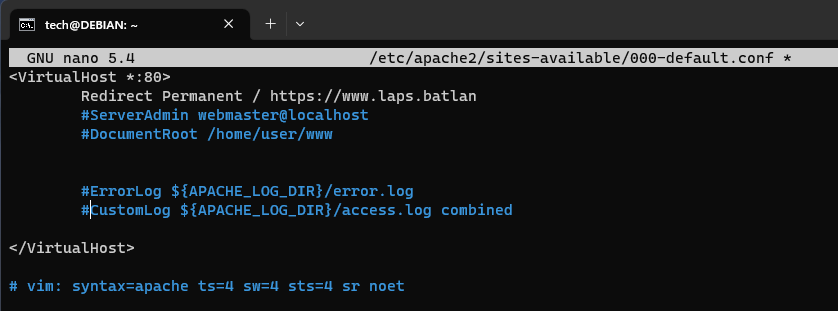 tech@DEBIAN: ~
GNU nano 5.4 /etc/apache2/sites-available/000-default.conf *
<VirtualHost *:80>
Redirect Permanent / https://www.laps.batlan
#ServerAdmin webmaster@localhost
#DocumentRoot /home/user/www
#ErrorLog ${APACHE_LOG_DIR}/error.log
#CustomLog ${APACHE_LOG_DIR}/access.log combined
</VirtualHost>
# vim: syntax=apache ts=4 sw=4 sts=4 sr noet